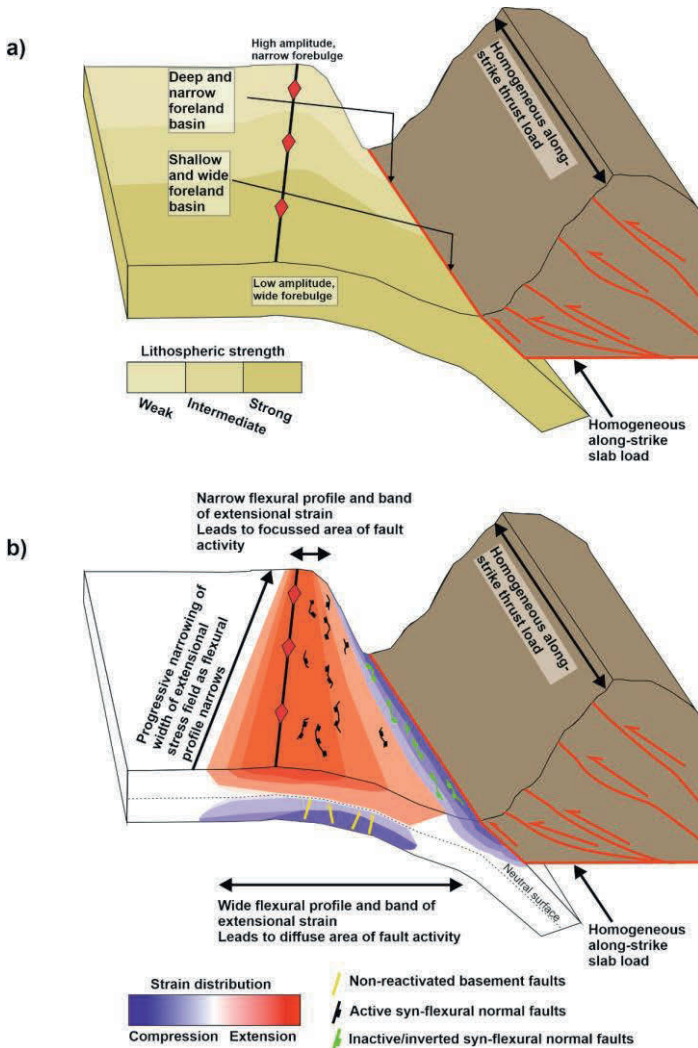 a)
High amplitude,
narrow forebulge
Deep and
narrow
foreland
basin
Shallow and
wide
foreland
basin
Homogeneous along-
strike thrust load
Low amplitude,
wide forebulge
Lithospheric strength
Weak
Intermediate
Strong
Homogeneous
along-strike
slab load
b)
Narrow flexural profile and band
of extensional strain
Leads to focussed area of fault
activity
Progressive narrowing of
width of extensional
stress field as flexural
profile narrows
Homogeneous along-
strike thrust load
Neutral surface
Wide flexural profile and band of
extensional strain
Leads to diffuse area of fault activity
Homogeneous
along-strike
slab load
Strain distribution
Compression
Extension
Non-reactivated basement faults
Active syn-flexural normal faults
Inactive/inverted syn-flexural normal faults